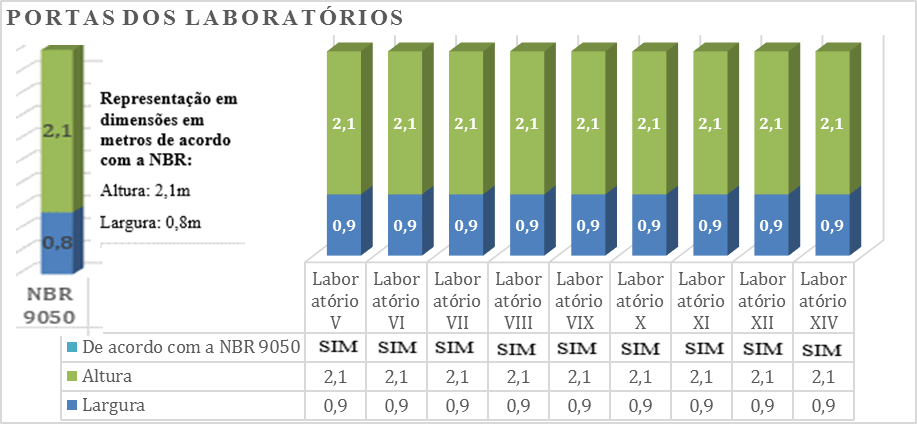 PORTAS DOS LABORATÓRIOS
2,1
0,8
NBR
9050
Representação em
dimensões em
metros de acordo
com a NBR:
Altura: 2,1m
Largura: 0,8m
2,1 2,1 2,1 2,1 2,1 2,1 2,1 2,1 2,1
0,9 0,9 0,9 0,9 0,9 0,9 0,9 0,9 0,9
Labor Labor Labor Labor Labor Labor Labor Labor Labor
atório atório atório atório atório atório atório atório atório
V VI VII VIII VIX X XI XII XIV
De acordo com a NBR 9050 SIM SIM SIM SIM SIM SIM SIM SIM SIM
Altura 2,1 2,1 2,1 2,1 2,1 2,1 2,1 2,1 2,1
Largura 0,9 0,9 0,9 0,9 0,9 0,9 0,9 0,9 0,9